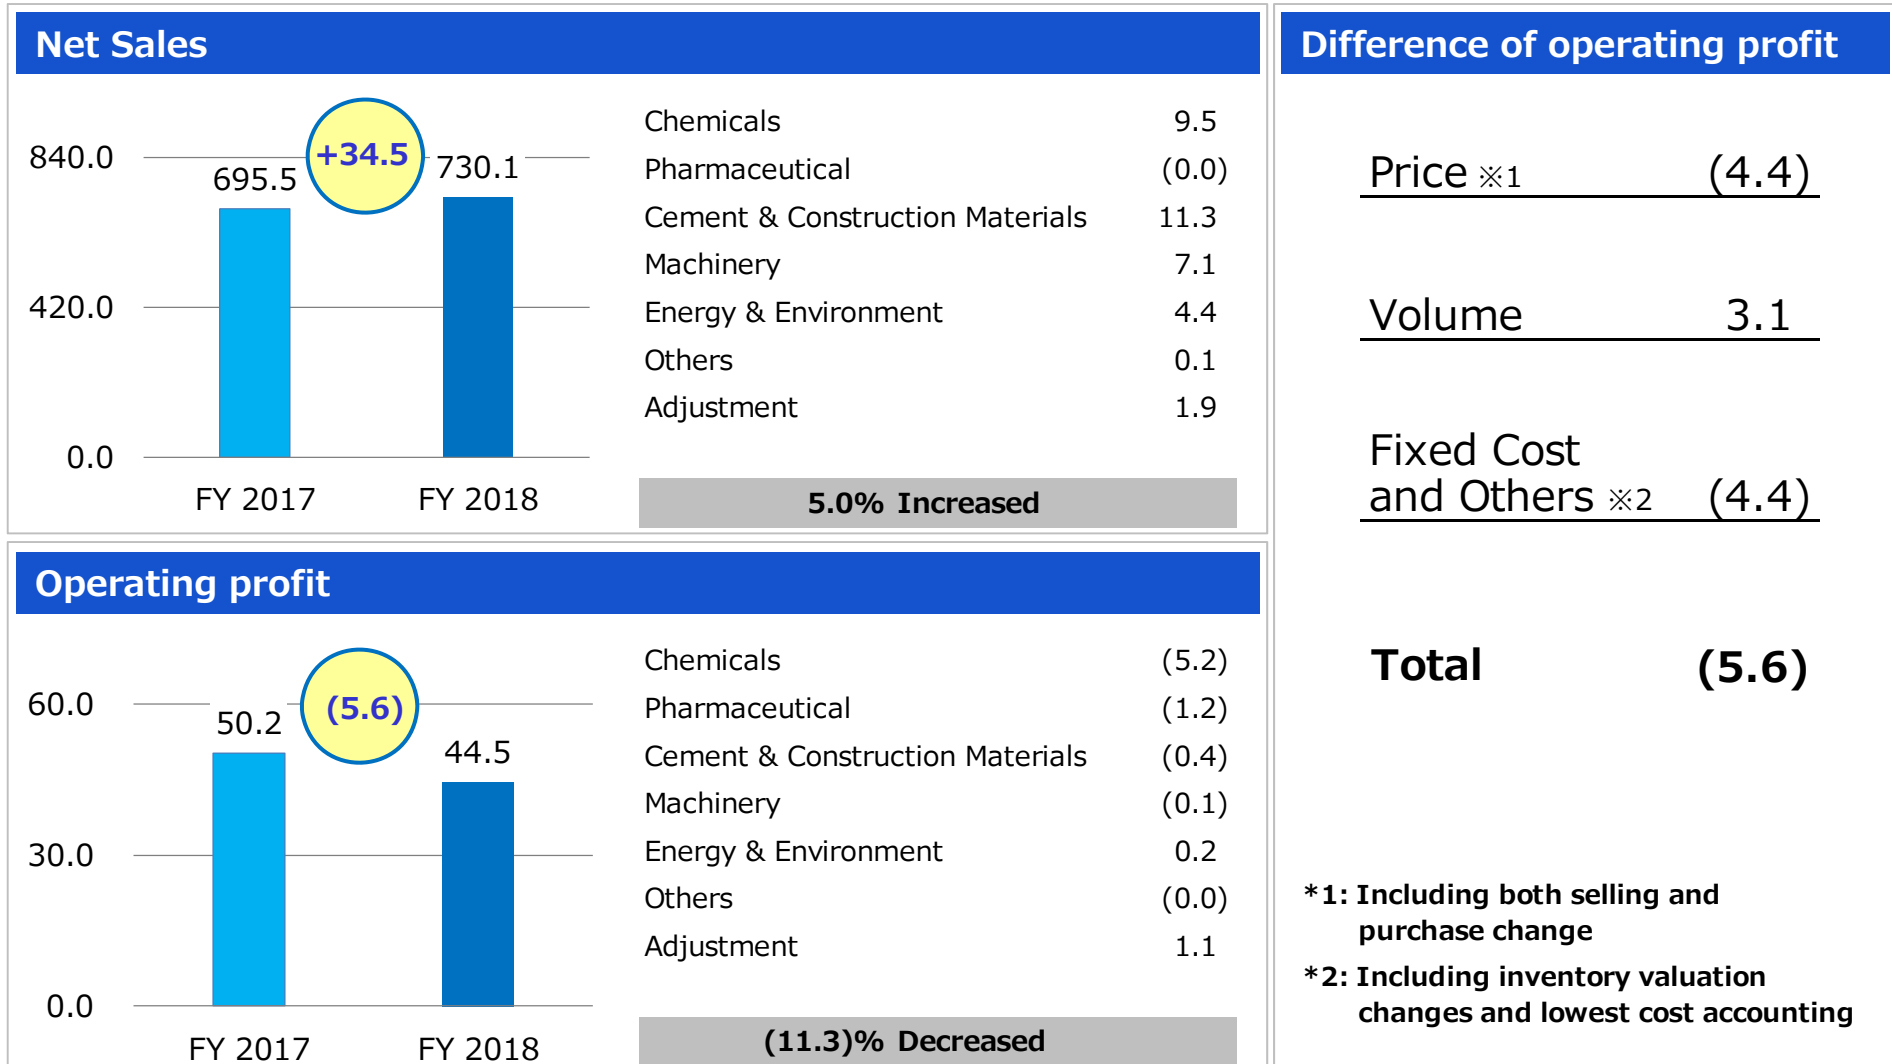 Net Sales
840.0
420.0
0.0
695.5
+34.5
730.1
FY 2017
FY 2018
Chemicals 9.5
Pharmaceutical (0.0)
Cement & Construction Materials 11.3
Machinery 7.1
Energy & Environment 4.4
Others 0.1
Adjustment 1.9
5.0% Increased
Operating profit
60.0
30.0
0.0
50.2
(5.6)
44.5
FY 2017
FY 2018
Chemicals (5.2)
Pharmaceutical (1.2)
Cement & Construction Materials (0.4)
Machinery (0.1)
Energy & Environment 0.2
Others (0.0)
Adjustment 1.1
(11.3)% Decreased
Difference of operating profit
Price ※1 (4.4)
Volume 3.1
Fixed Cost
and Others ※2 (4.4)
Total (5.6)
*1: Including both selling and
purchase change
*2: Including inventory valuation
changes and lowest cost accounting